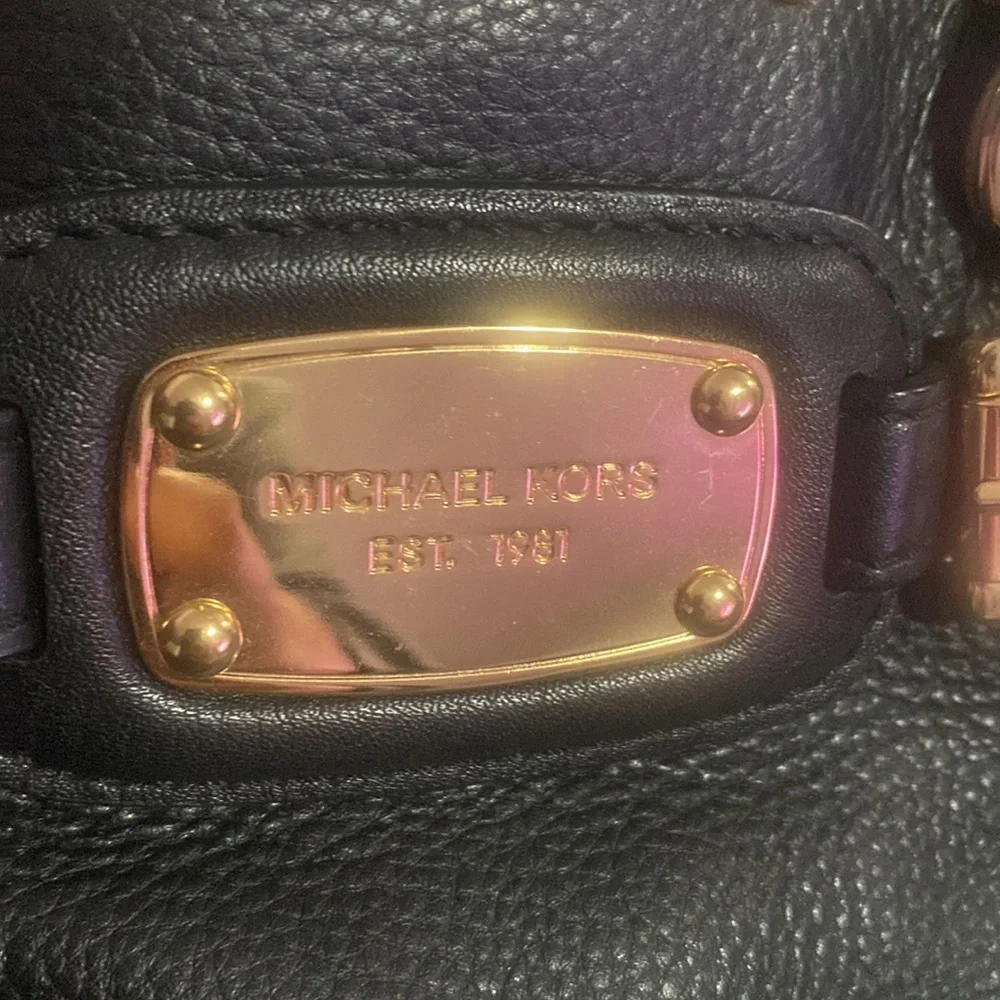 MICHAEL KORS
EST. 1981